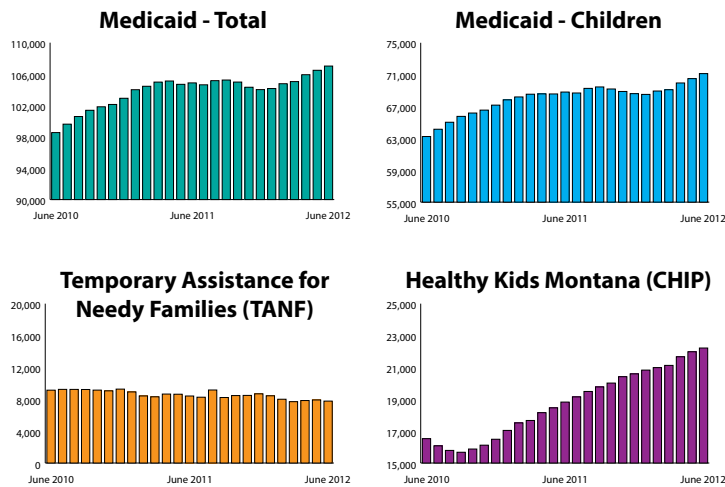 Medicaid - Total
110,000
106,000
102,000
98,000
94,000
90,000
June 2010 June 2011 June 2012
Medicaid - Children
75,000
71,000
67,000
63,000
59,000
55,000
June 2010 June 2011 June 2012
Temporary Assistance for
Needy Families (TANF)
20,000
16,000
12,000
8,000
4,000
0
June 2010 June 2011 June 2012
Healthy Kids Montana (CHIP)
25,000
23,000
21,000
19,000
17,000
15,000
June 2010 June 2011 June 2012